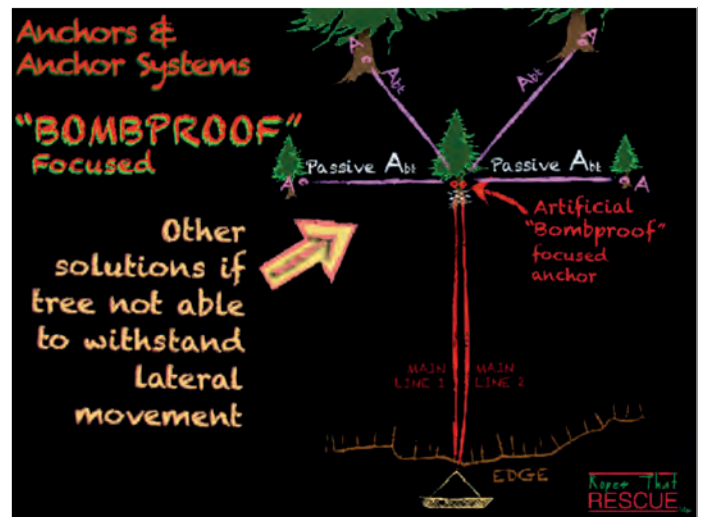 Anchors &
Anchor Systems
"BOMBPROOF"
Focused
A
Abt
Abt
A
A
Passive Abt
Passive Abt
A
Artificial
"Bombproof"
focused
anchor
Other
solutions if
tree not able
to withstand
lateral
movement
MAIN
LINE 1
MAIN
LINE 2
EDGE
Ropes That
RESCUE